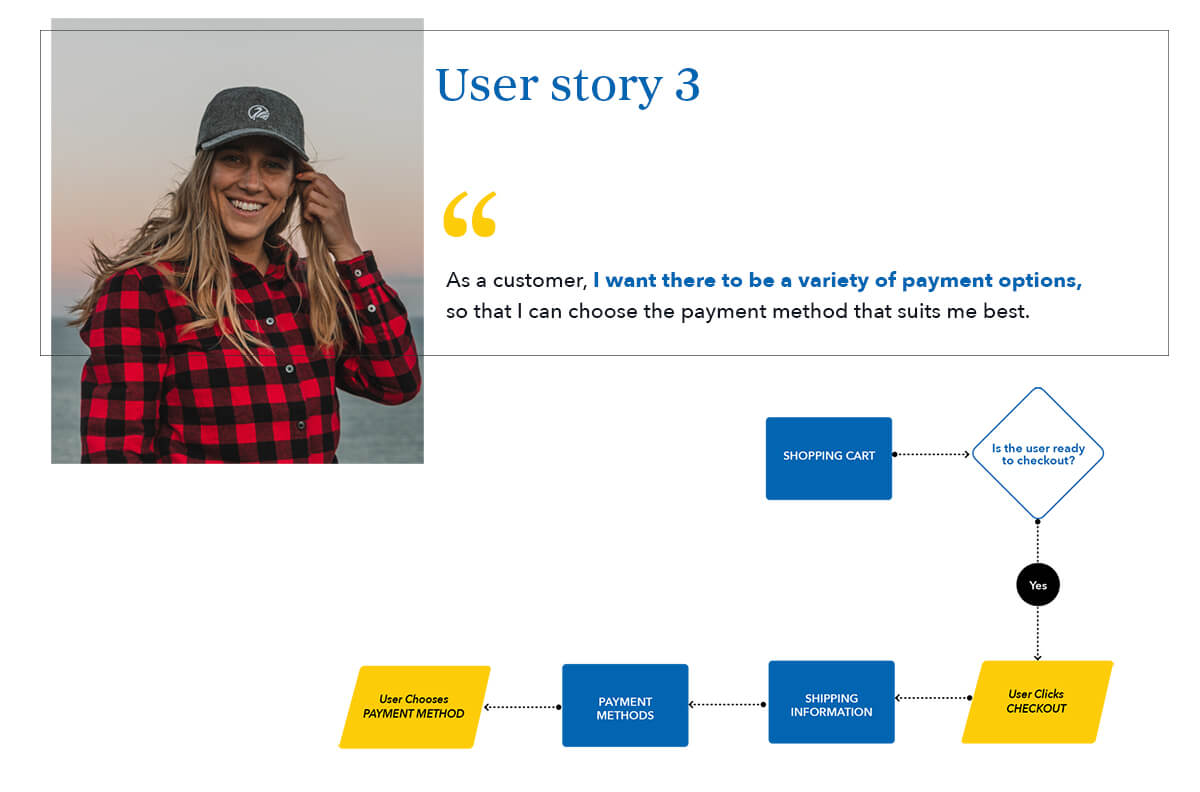 User story 3
“
As a customer, I want there to be a variety of payment options,
so that I can choose the payment method that suits me best.
SHOPPING CART
Is the user ready
to checkout?
Yes
User Clicks
CHECKOUT
SHIPPING
INFORMATION
PAYMENT
METHODS
User Chooses
PAYMENT METHOD